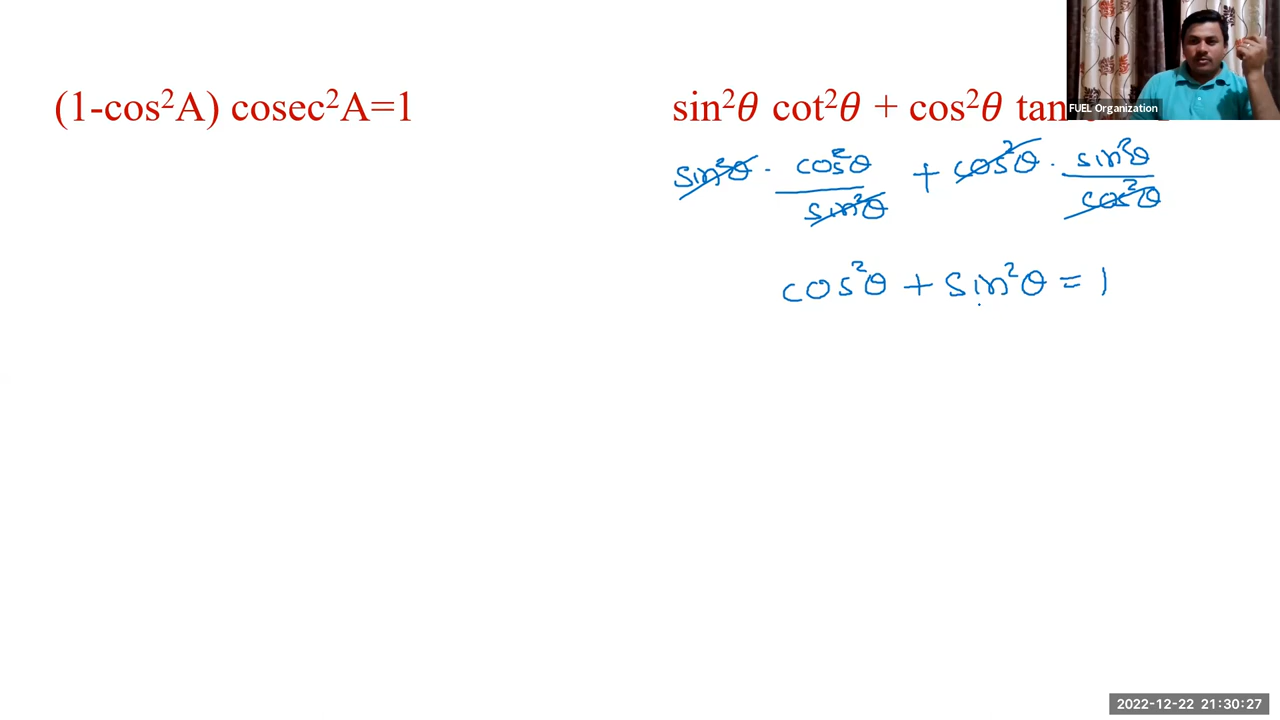 (1-cos²A) cosec²A=1
sin²θ cot²θ + cos²θ tan
sin²θ · cos²θ/sin²θ + cos²θ · sin²θ/cos²θ
cos²θ + sin²θ = 1
FUEL Organization
2022-12-22 21:30:27